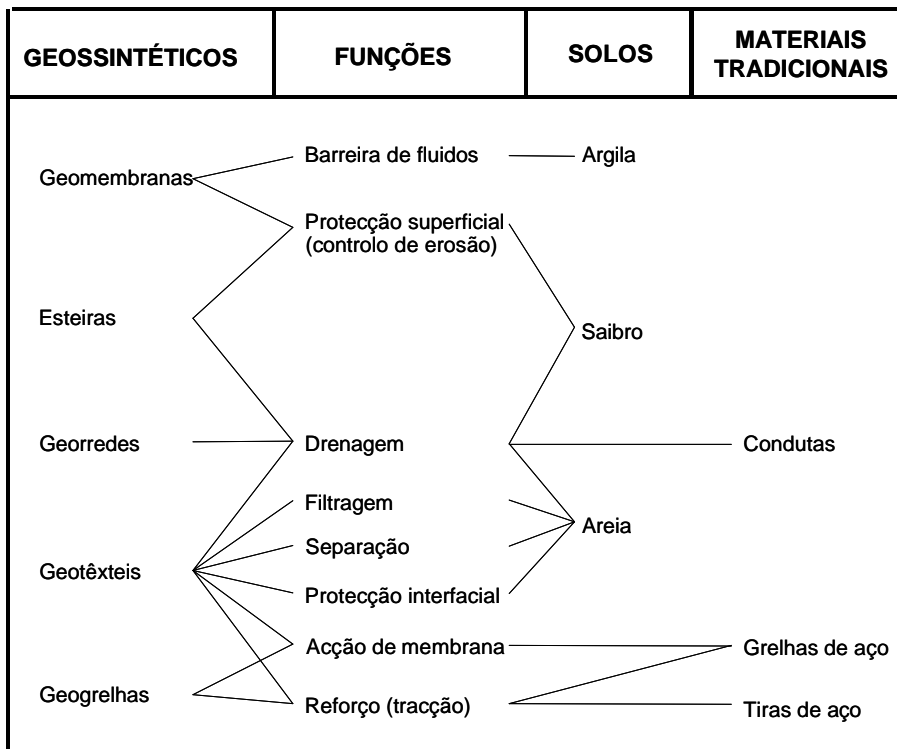 GEOSSINTÉTICOS
FUNÇÕES
SOLOS
MATERIAIS
TRADICIONAIS
Geomembranas
Barreira de fluidos
Argila
Protecção superficial
(controlo de erosão)
Esteiras
Saibro
Georredes
Drenagem
Condutas
Filtragem
Areia
Separação
Geotêxteis
Protecção interfacial
Acção de membrana
Grelhas de aço
Geogrelhas
Reforço (tracção)
Tiras de aço